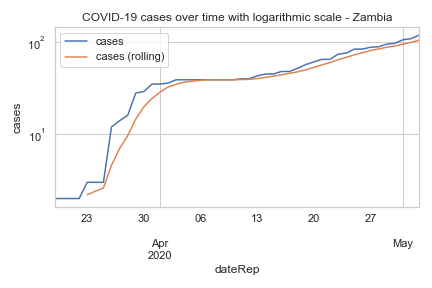 COVID-19 cases over time with logarithmic scale - Zambia
cases
cases (rolling)
10²
10¹
cases
23 30 06 13 20 27
Apr May
2020
dateRep